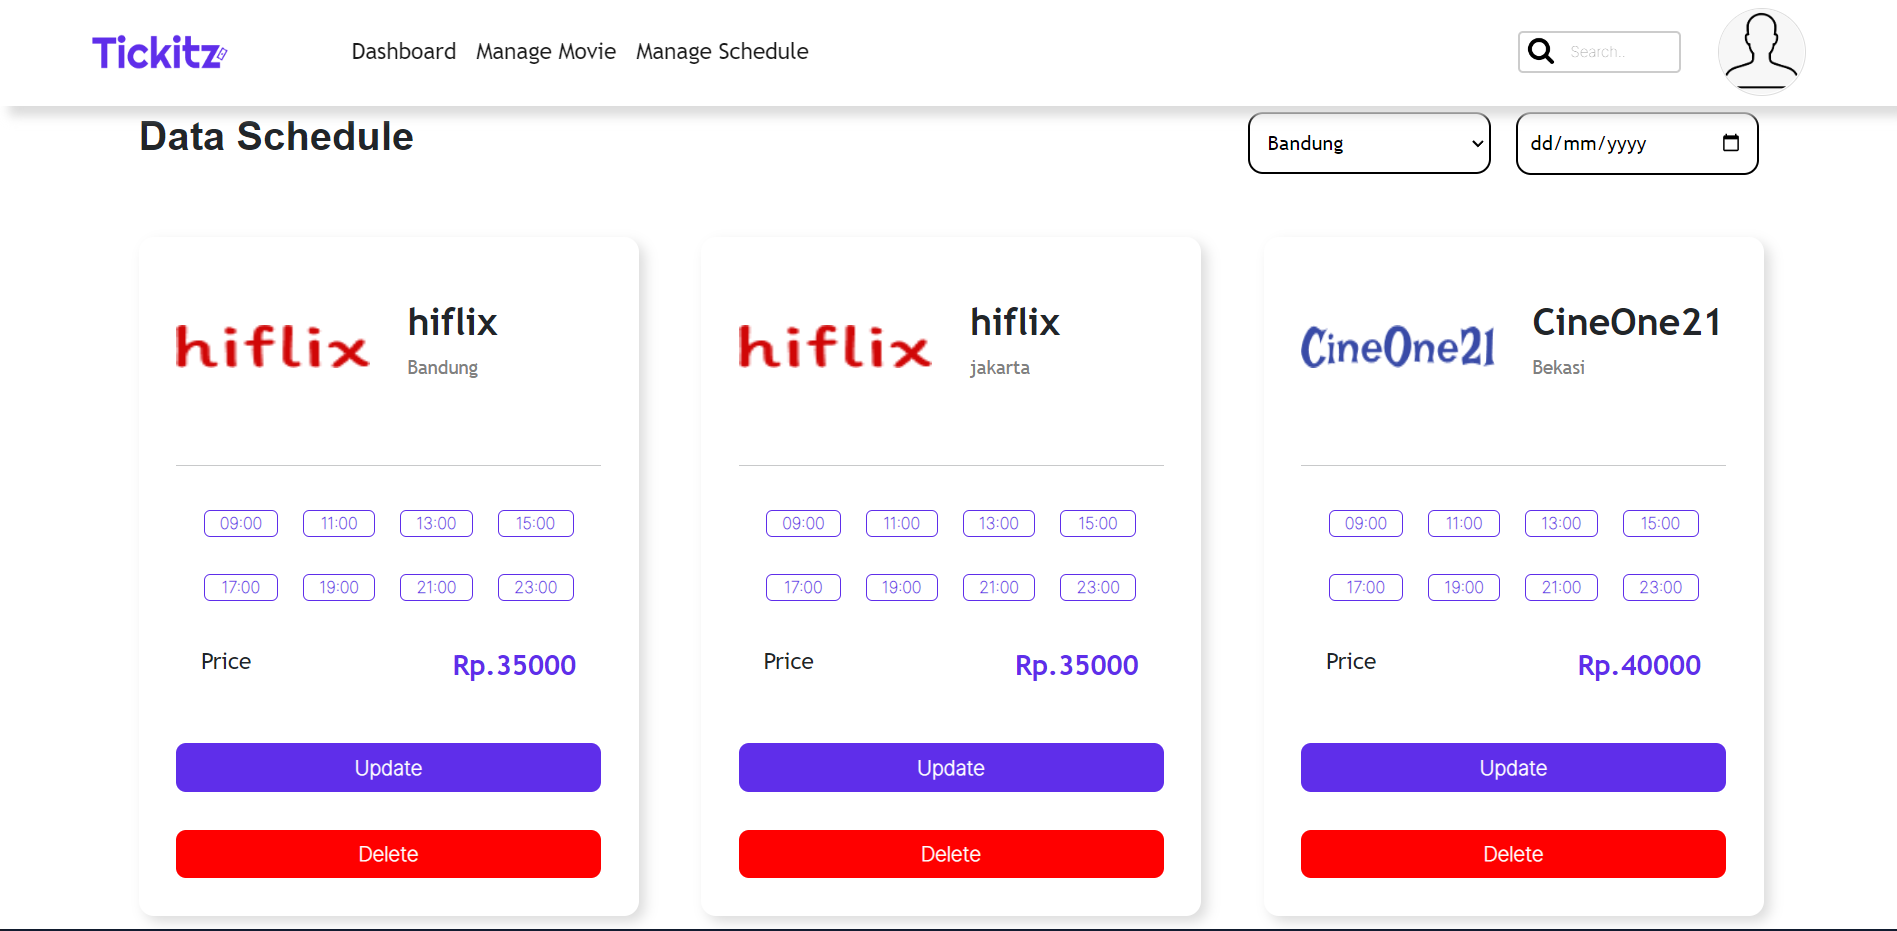 Tickitz
Dashboard Manage Movie Manage Schedule
Search..
Data Schedule
Bandung
dd/mm/yyyy
hiflix
hiflix
Bandung
09:00 11:00 13:00 15:00
17:00 19:00 21:00 23:00
Price Rp.35000
Update
Delete
hiflix
hiflix
jakarta
09:00 11:00 13:00 15:00
17:00 19:00 21:00 23:00
Price Rp.35000
Update
Delete
CineOne21
CineOne21
Bekasi
09:00 11:00 13:00 15:00
17:00 19:00 21:00 23:00
Price Rp.40000
Update
Delete